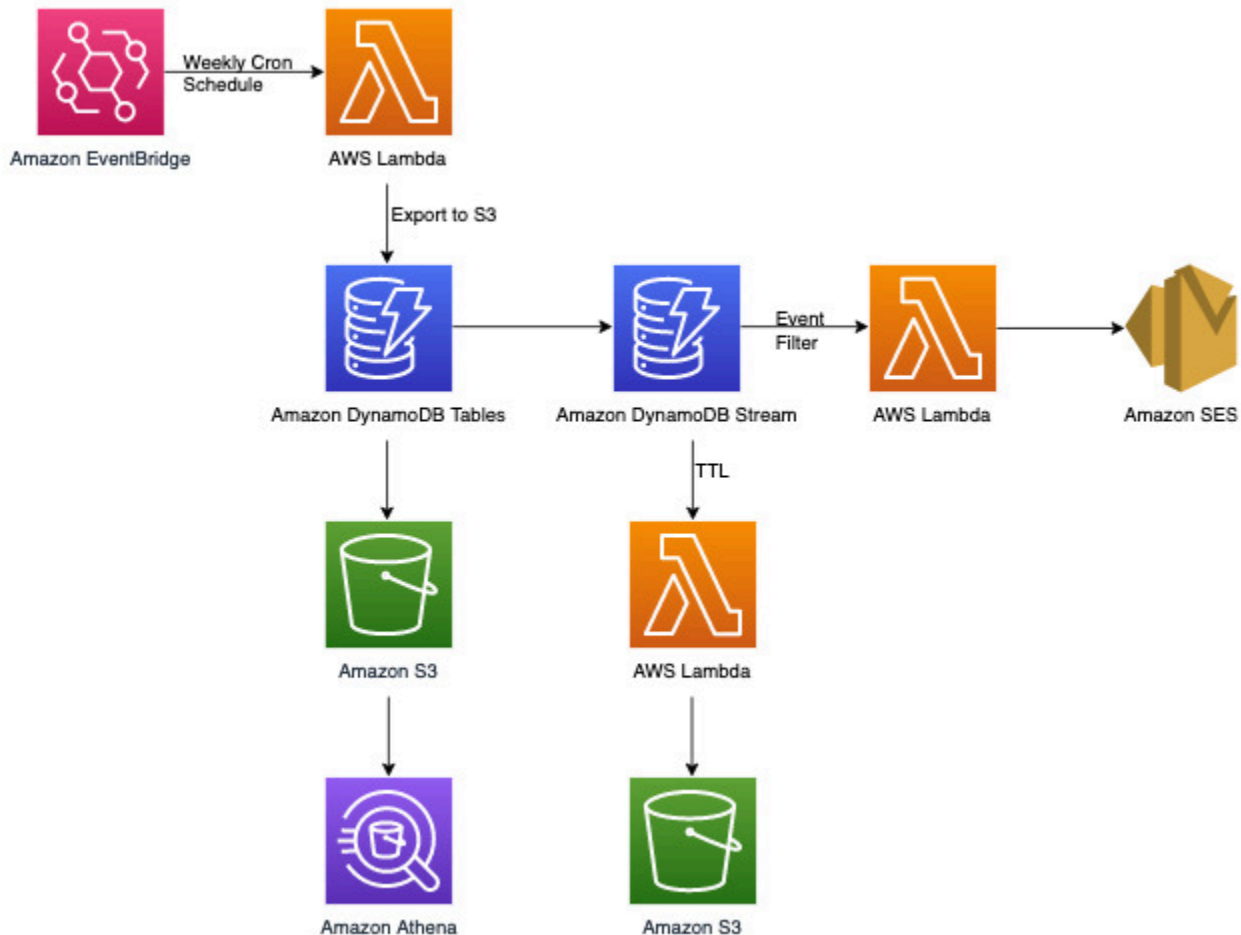 Weekly Cron
Schedule
Amazon EventBridge
AWS Lambda
Export to S3
Event
Filter
Amazon DynamoDB Tables
Amazon DynamoDB Stream
AWS Lambda
Amazon SES
TTL
Amazon S3
AWS Lambda
Amazon Athena
Amazon S3